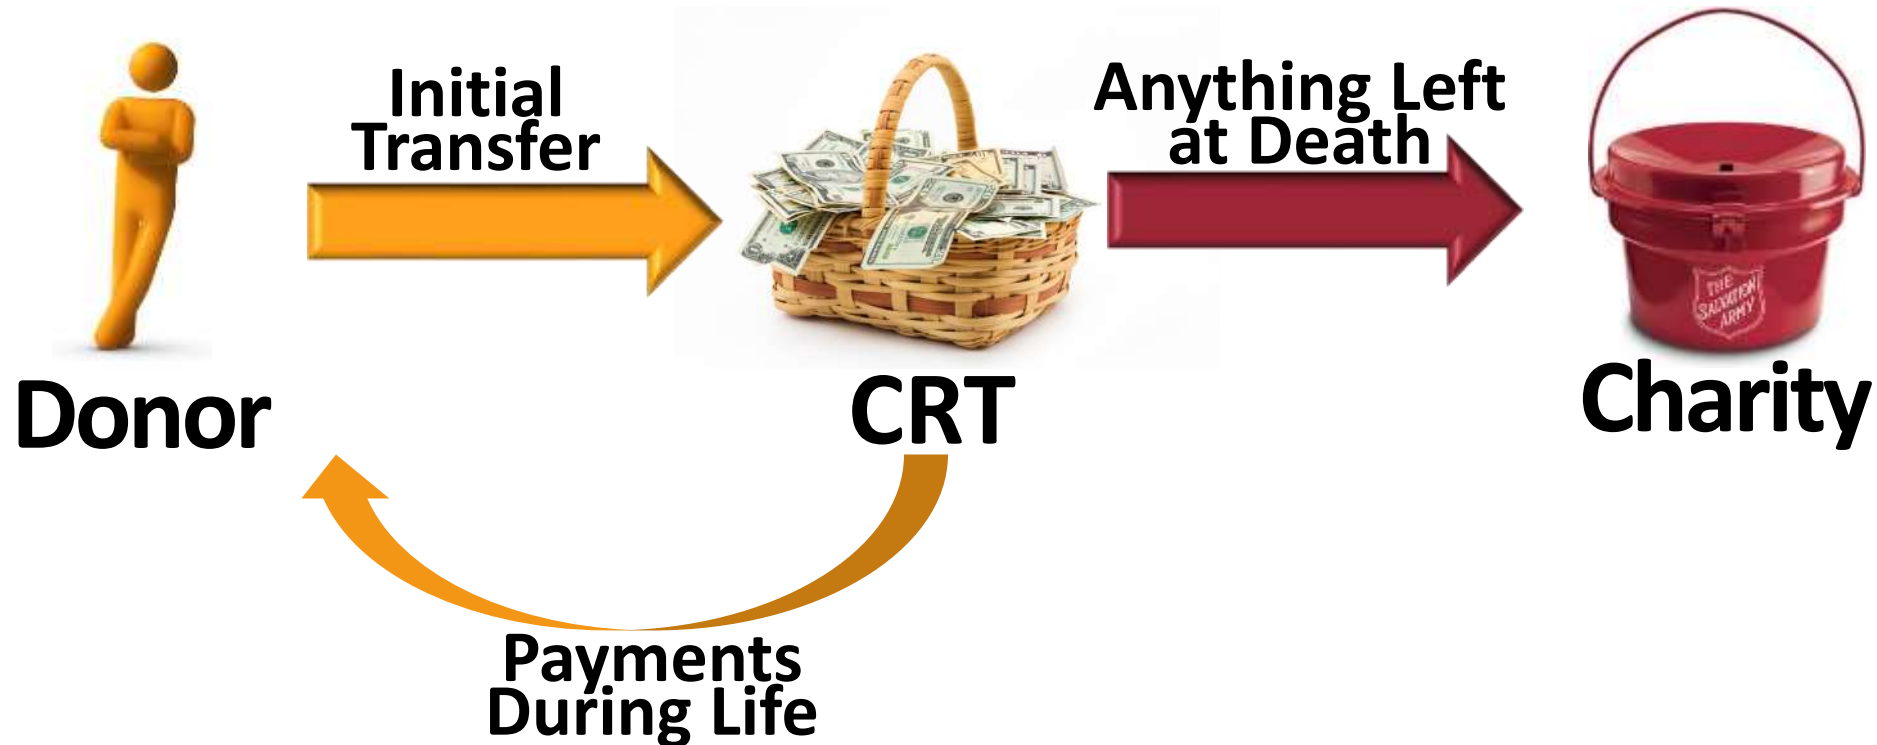 Initial
Transfer
Anything Left
at Death
THE
SALVATION
ARMY
Donor
CRT
Charity
Payments
During Life